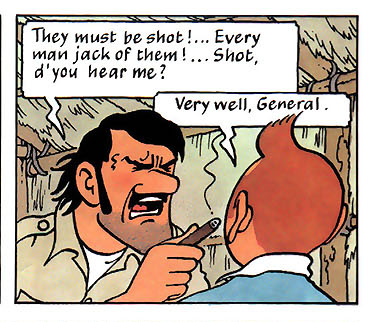 They must be shot!... Every
man jack of them!... Shot,
d'you hear me?
Very well, General.